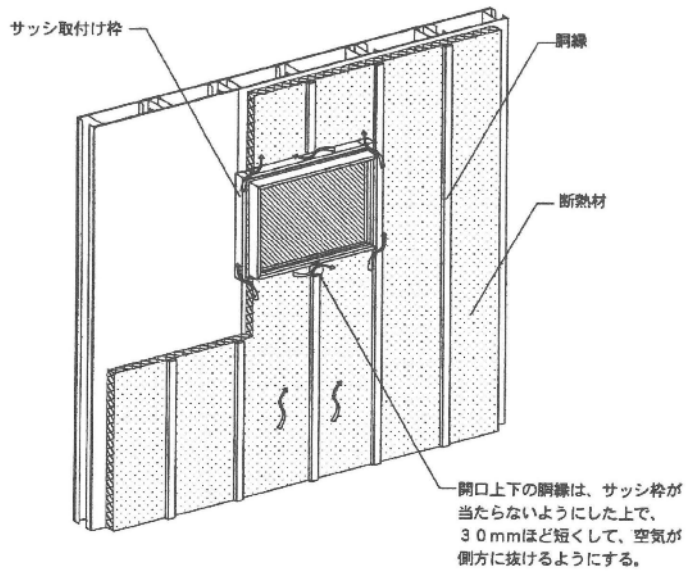 サッシ取付け枠
胴縁
断熱材
開口上下の胴縁は、サッシ枠が
当たらないようにした上で、
30mmほど短くして、空気が
側方に抜けるようにする。